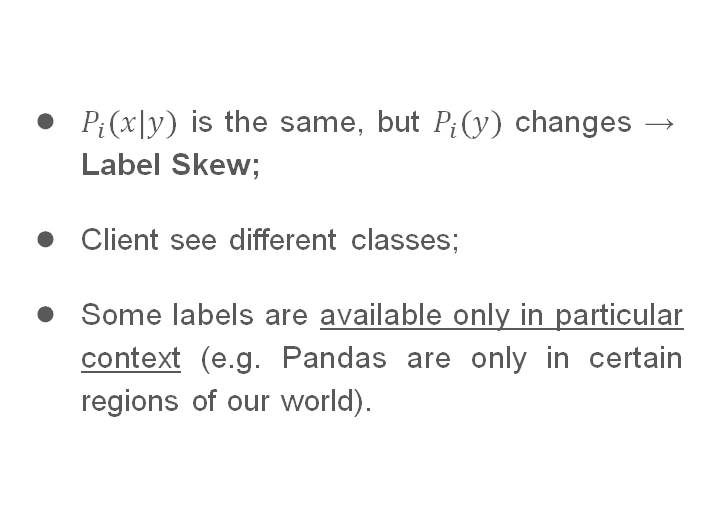 ● P_i(x|y) is the same, but P_i(y) changes →
Label Skew;
● Client see different classes;
● Some labels are available only in particular
context (e.g. Pandas are only in certain
regions of our world).